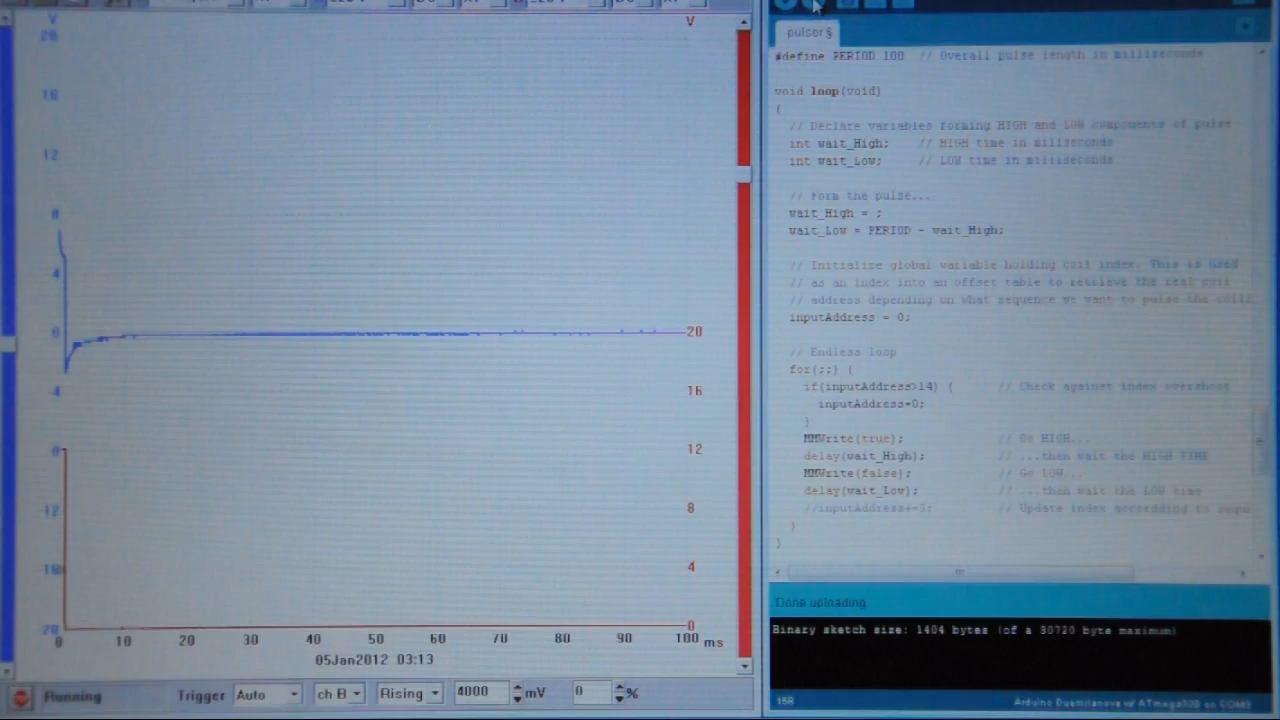 V
V
20
16
12
8
4
0
20
-4
16
-8
12
-12
8
-16
4
-20
0
0 10 20 30 40 50 60 70 80 90 100 ms
05Jan2012 03:13
Running Trigger Auto ch B Rising 4000 mV 0 %
pulser §
#define PERIOD 100 // Overall pulse length in milliseconds
void loop(void)
{
// Declare variables forming HIGH and LOW components of pulse
int wait_High; // HIGH time in miliseconds
int wait_Low; // LOW time in milliseconds
// Form the pulse...
wait_High = ;
wait_Low = PERIOD - wait_High;
// Initialize global variable holding coil index. This is used
// as an index into an offset table to retrieve the real coil
// address depending on what sequence we want to pulse the coils
inputAddress = 0;
// Endless loop
for(;;) {
if(inputAddress>14) { // Check against index overshoot
inputAddress=0;
}
MMWrite(true); // Go HIGH...
delay(wait_High); // ...then wait the HIGH TIME
MMWrite(false); // Go LOW...
delay(wait_Low); // ...then wait the LOW time
//inputAddress+=3; // Update index accordding to sequ
}
}
Done uploading.
Binary sketch size: 1404 bytes (of a 30720 byte maximum)
158 Arduino Duemilanove w/ ATmega328 on COM3